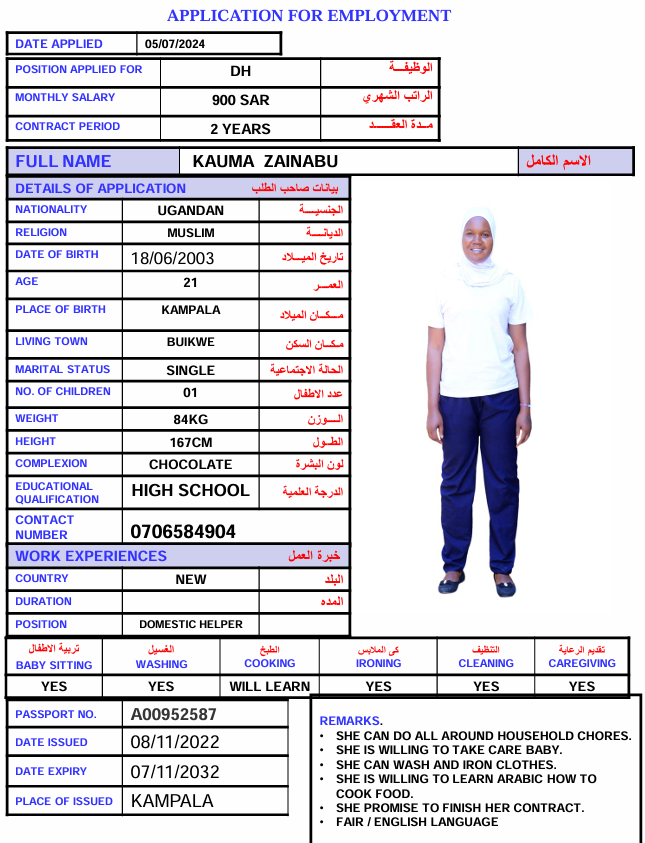 APPLICATION FOR EMPLOYMENT
DATE APPLIED 05/07/2024
POSITION APPLIED FOR DH الوظيفـــة
MONTHLY SALARY 900 SAR الراتب الشهري
CONTRACT PERIOD 2 YEARS مـدة العقــــد
FULL NAME KAUMA ZAINABU الاسم الكامل
DETAILS OF APPLICATION بيانات صاحب الطلب
NATIONALITY UGANDAN الجنسيـــة
RELIGION MUSLIM الديانـــة
DATE OF BIRTH 18/06/2003 تاريخ الميـــلاد
AGE 21 العمـــر
PLACE OF BIRTH KAMPALA مــكــان الميلاد
LIVING TOWN BUIKWE مـكــان السكن
MARITAL STATUS SINGLE الحالة الاجتماعية
NO. OF CHILDREN 01 عدد الاطفال
WEIGHT 84KG الـــوزن
HEIGHT 167CM الطــول
COMPLEXION CHOCOLATE لون البشرة
EDUCATIONAL
QUALIFICATION HIGH SCHOOL الدرجة العلمية
CONTACT
NUMBER 0706584904
WORK EXPERIENCES خبرة العمل
COUNTRY NEW البلد
DURATION المده
POSITION DOMESTIC HELPER
تربية الاطفال الغسيل الطبخ كى الملابس التنظيف تقديم الرعاية
BABY SITTING WASHING COOKING IRONING CLEANING CAREGIVING
YES YES WILL LEARN YES YES YES
PASSPORT NO. A00952587
DATE ISSUED 08/11/2022
DATE EXPIRY 07/11/2032
PLACE OF ISSUED KAMPALA
REMARKS.
• SHE CAN DO ALL AROUND HOUSEHOLD CHORES.
• SHE IS WILLING TO TAKE CARE BABY.
• SHE CAN WASH AND IRON CLOTHES.
• SHE IS WILLING TO LEARN ARABIC HOW TO
COOK FOOD.
• SHE PROMISE TO FINISH HER CONTRACT.
• FAIR / ENGLISH LANGUAGE